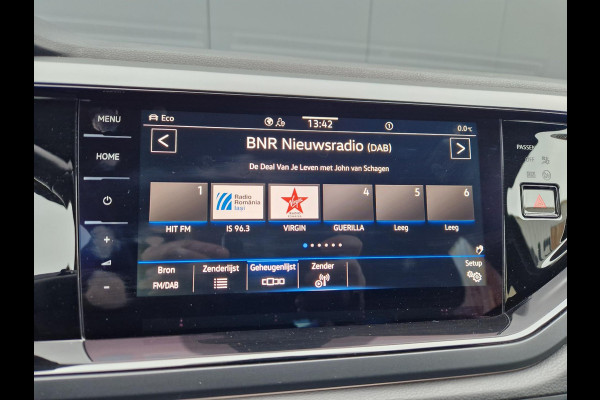 Eco
13:42
0.0°C
MENU
HOME
BNR Nieuwsradio (DAB)
De Deal Van Je Leven met John van Schagen
1
4
5
6
Radio România Iaşi
HIT FM
IS 96.3
VIRGIN
GUERILLA
Leeg
Leeg
Bron
FM/DAB
Zenderlijst
Geheugenlijst
Zender
Setup
+
-